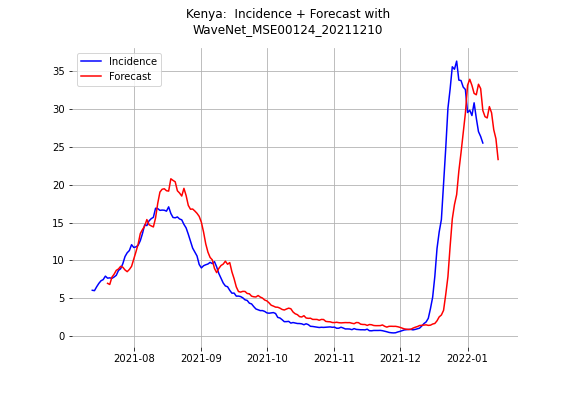 Kenya:  Incidence + Forecast with
WaveNet_MSE00124_20211210
Incidence
Forecast
35
30
25
20
15
10
5
0
2021-08 2021-09 2021-10 2021-11 2021-12 2022-01